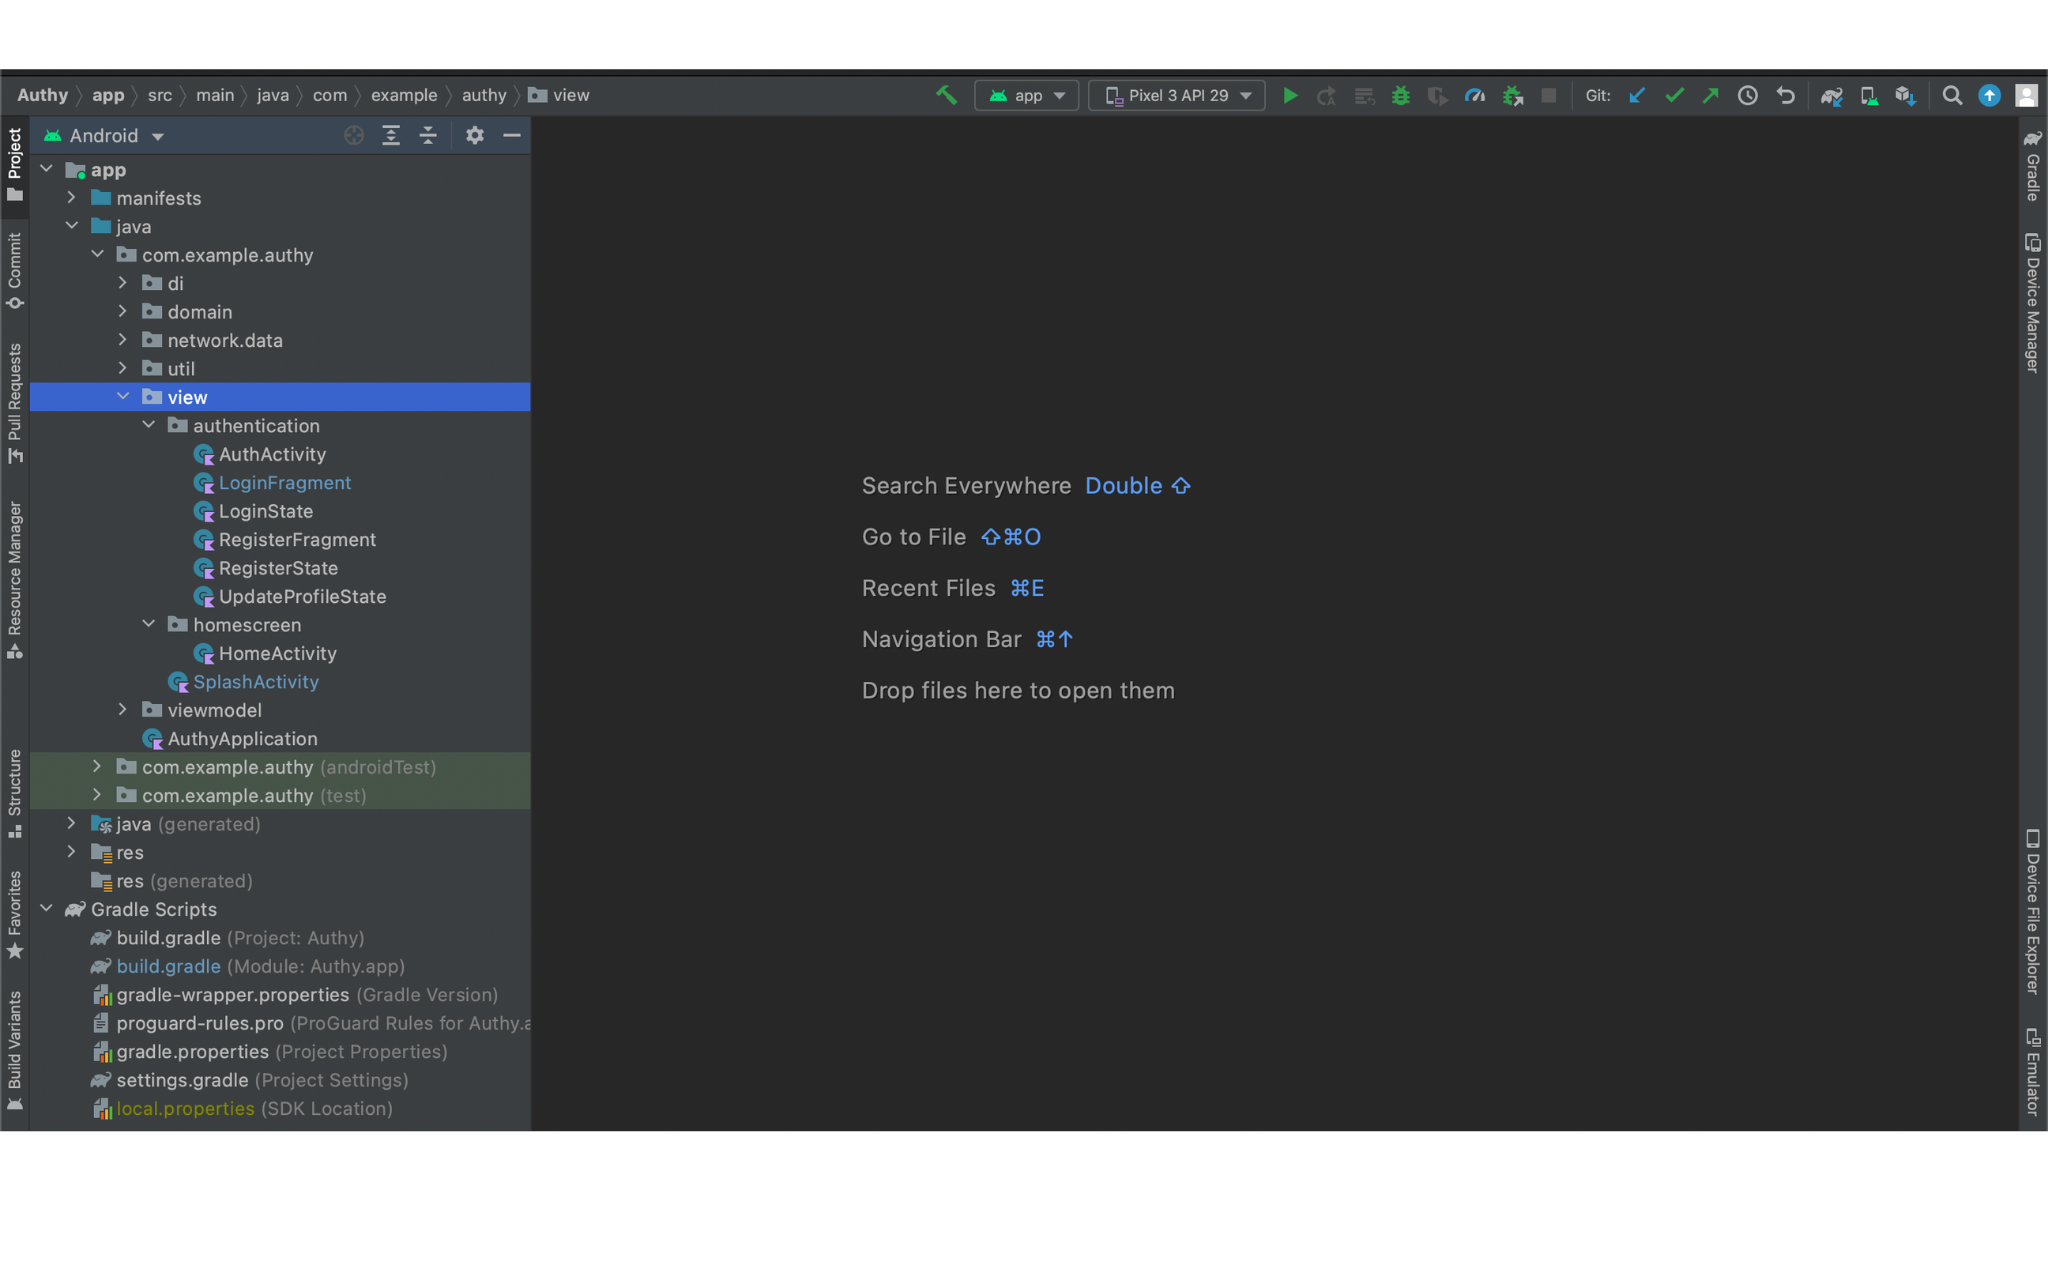 Authy app src main java com example authy view
app Pixel 3 API 29 Git:
Project
Commit
Pull Requests
Resource Manager
Structure
Favorites
Build Variants
Android
app
manifests
java
com.example.authy
di
domain
network.data
util
view
authentication
AuthActivity
LoginFragment
LoginState
RegisterFragment
RegisterState
UpdateProfileState
homescreen
HomeActivity
SplashActivity
viewmodel
AuthyApplication
com.example.authy (androidTest)
com.example.authy (test)
java (generated)
res
res (generated)
Gradle Scripts
build.gradle (Project: Authy)
build.gradle (Module: Authy.app)
gradle-wrapper.properties (Gradle Version)
proguard-rules.pro (ProGuard Rules for Authy.a
gradle.properties (Project Properties)
settings.gradle (Project Settings)
local.properties (SDK Location)
Search Everywhere Double ⇧
Go to File ⇧⌘O
Recent Files ⌘E
Navigation Bar ⌘↑
Drop files here to open them
Gradle
Device Manager
Device File Explorer
Emulator